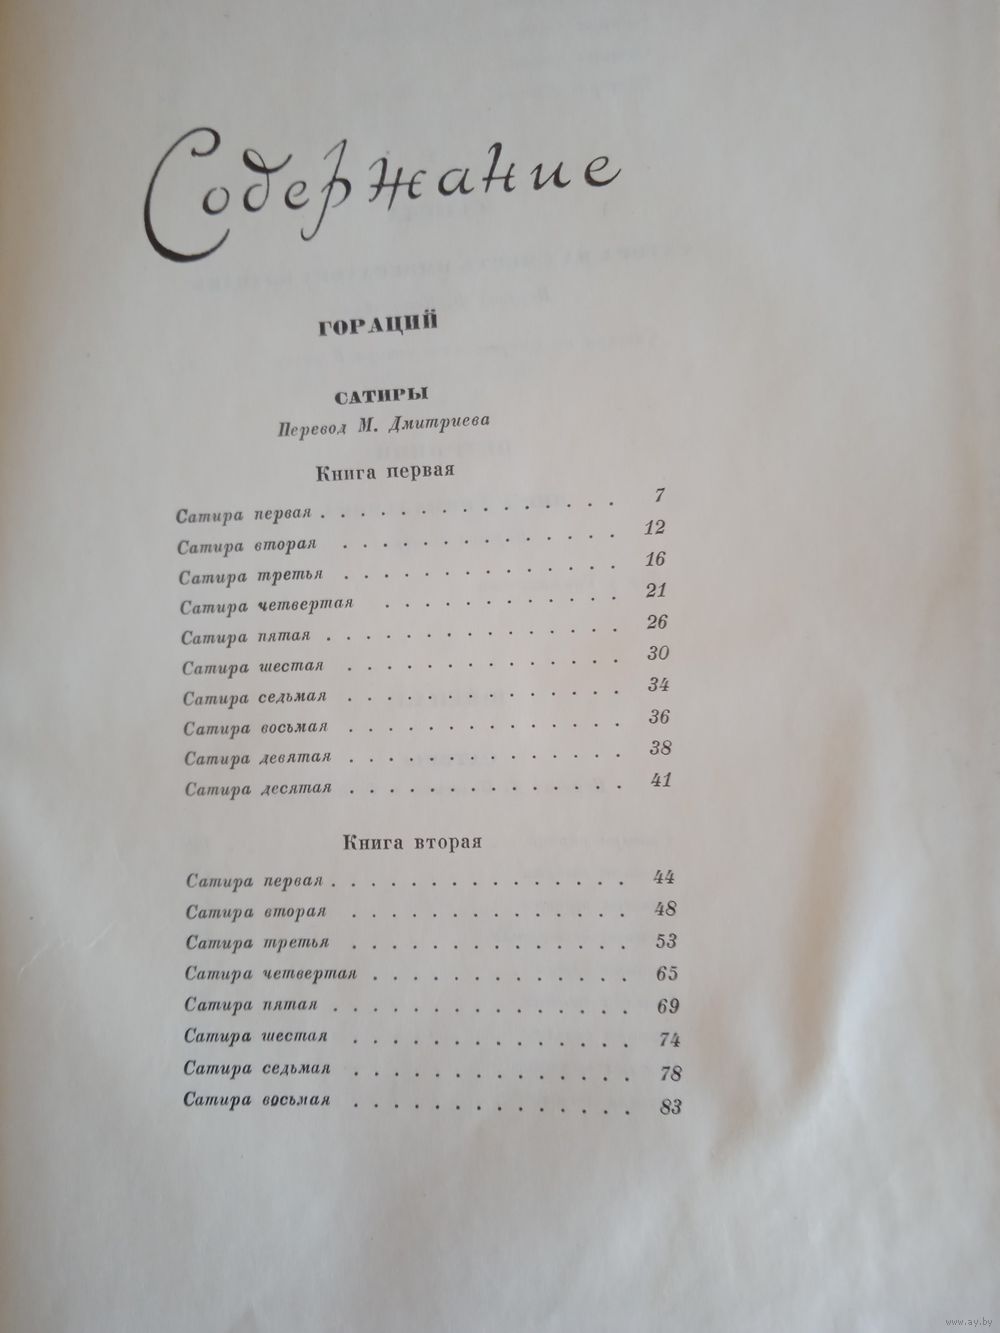 Содержание
ГОРАЦИЙ
САТИРЫ
Перевод М. Дмитриева
Книга первая
Сатира первая . . . . . . . . . . . . . . . 7
Сатира вторая . . . . . . . . . . . . . . 12
Сатира третья . . . . . . . . . . . . . . 16
Сатира четвертая . . . . . . . . . . . . 21
Сатира пятая . . . . . . . . . . . . . . . 26
Сатира шестая . . . . . . . . . . . . . . 30
Сатира седьмая . . . . . . . . . . . . . . 34
Сатира восьмая . . . . . . . . . . . . . . 36
Сатира девятая . . . . . . . . . . . . . . 38
Сатира десятая . . . . . . . . . . . . . . 41
Книга вторая
Сатира первая . . . . . . . . . . . . . . . 44
Сатира вторая . . . . . . . . . . . . . . 48
Сатира третья . . . . . . . . . . . . . . 53
Сатира четвертая . . . . . . . . . . . . . 65
Сатира пятая . . . . . . . . . . . . . . . 69
Сатира шестая . . . . . . . . . . . . . . 74
Сатира седьмая . . . . . . . . . . . . . . 78
Сатира восьмая . . . . . . . . . . . . . . 83
www.ay.by